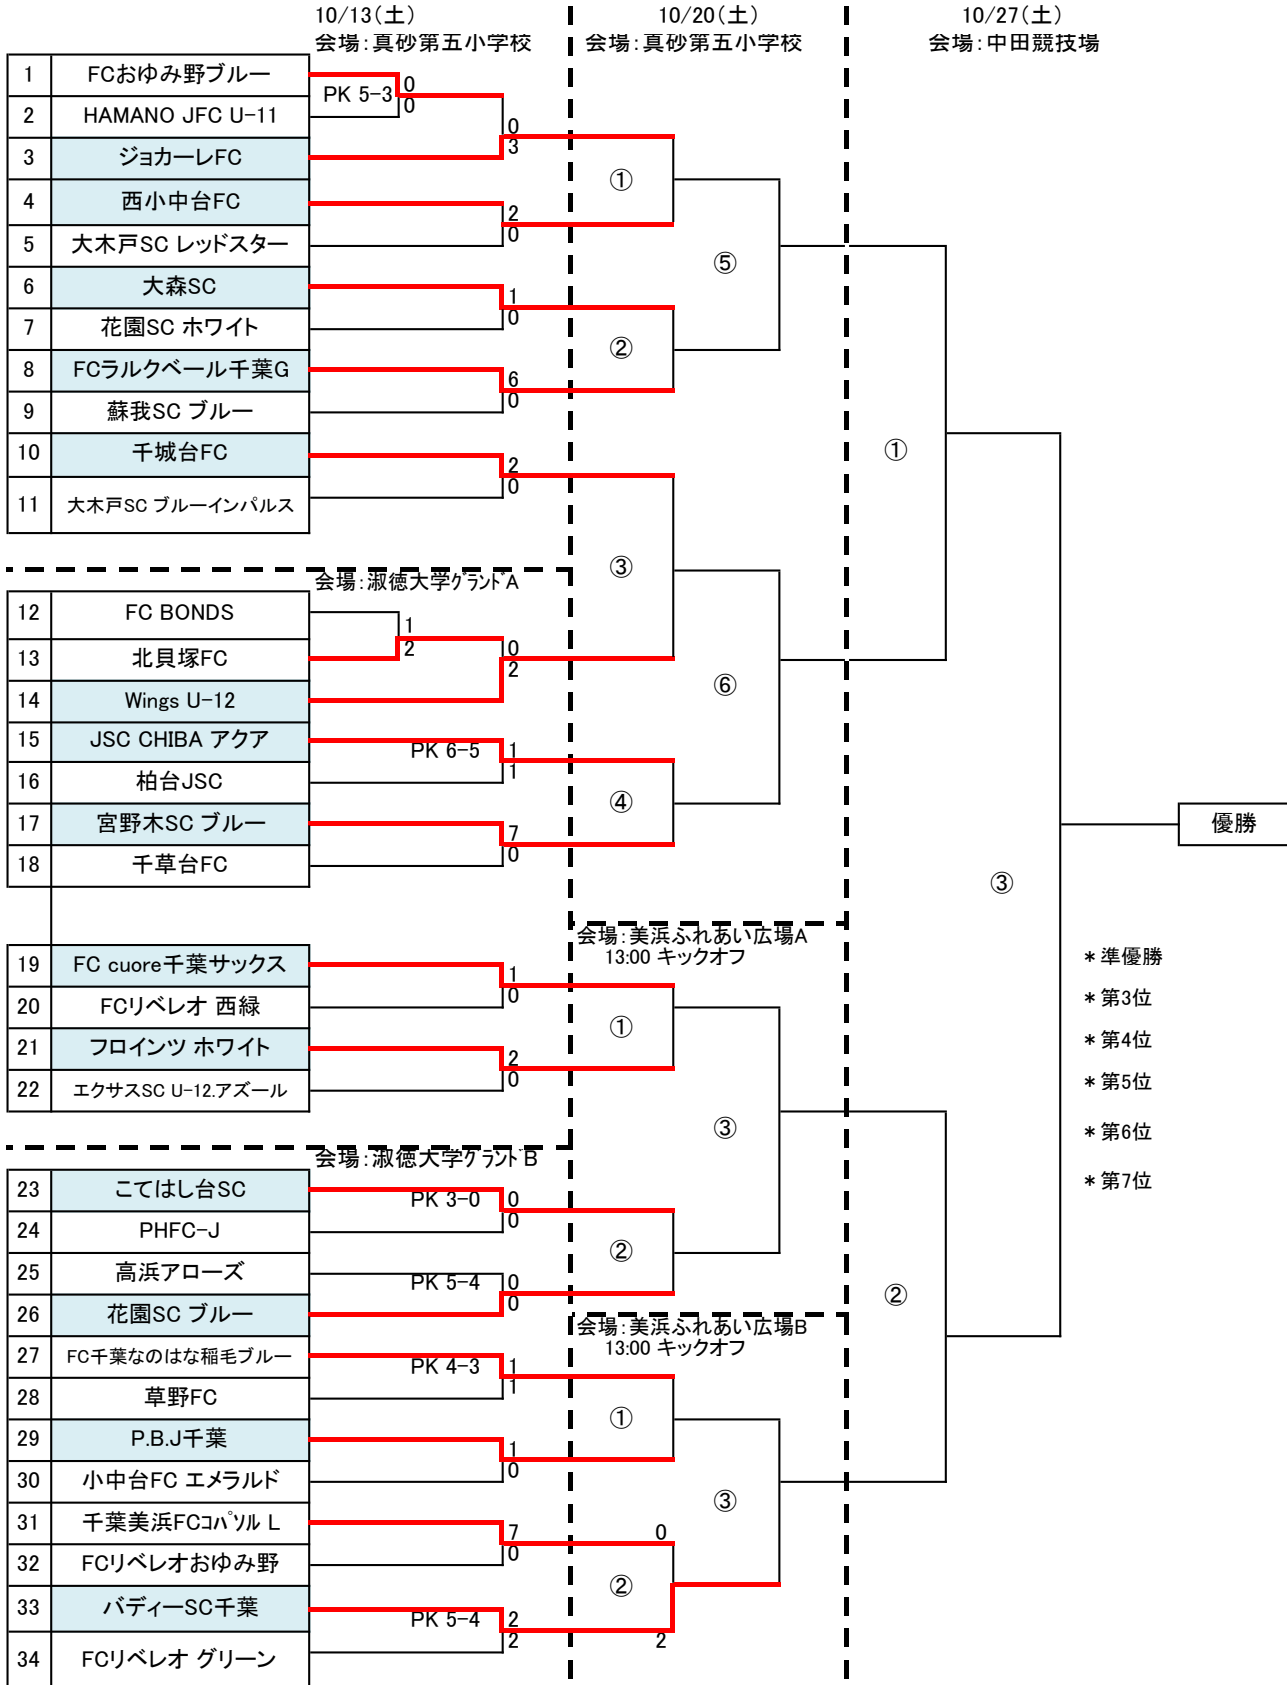 10/13(土)
会場:真砂第五小学校
10/20(土)
会場:真砂第五小学校
10/27(土)
会場:中田競技場
1 FCおゆみ野ブルー
PK 5-3
0
0
2 HAMANO JFC U-11
0
3
3 ジョカーレFC
①
4 西小中台FC
2
0
5 大木戸SC レッドスター
⑤
6 大森SC
1
0
7 花園SC ホワイト
②
8 FCラルクベール千葉G
6
0
9 蘇我SC ブルー
①
10 千城台FC
2
0
11 大木戸SC ブルーインパルス
③
会場:淑徳大学グランドA
12 FC BONDS
1
2
13 北貝塚FC
0
2
14 Wings U-12
⑥
15 JSC CHIBA アクア
PK 6-5
1
1
16 柏台JSC
④
17 宮野木SC ブルー
7
0
18 千草台FC
優勝
③
会場:美浜ふれあい広場A
13:00 キックオフ
19 FC cuore千葉サックス
1
0
20 FCリベレオ 西緑
①
21 フロインツ ホワイト
2
0
22 エクサスSC U-12.アズール
③
*準優勝
*第3位
*第4位
*第5位
*第6位
*第7位
会場:淑徳大学グランドB
23 こてはし台SC
PK 3-0
0
0
24 PHFC-J
②
25 高浜アローズ
PK 5-4
0
0
26 花園SC ブルー
②
会場:美浜ふれあい広場B
13:00 キックオフ
27 FC千葉なのはな稲毛ブルー
PK 4-3
1
1
28 草野FC
①
29 P.B.J千葉
1
0
30 小中台FC エメラルド
③
31 千葉美浜FCコパソル L
7
0
0
32 FCリベレオおゆみ野
②
33 バディーSC千葉
PK 5-4
2
2
2
34 FCリベレオ グリーン